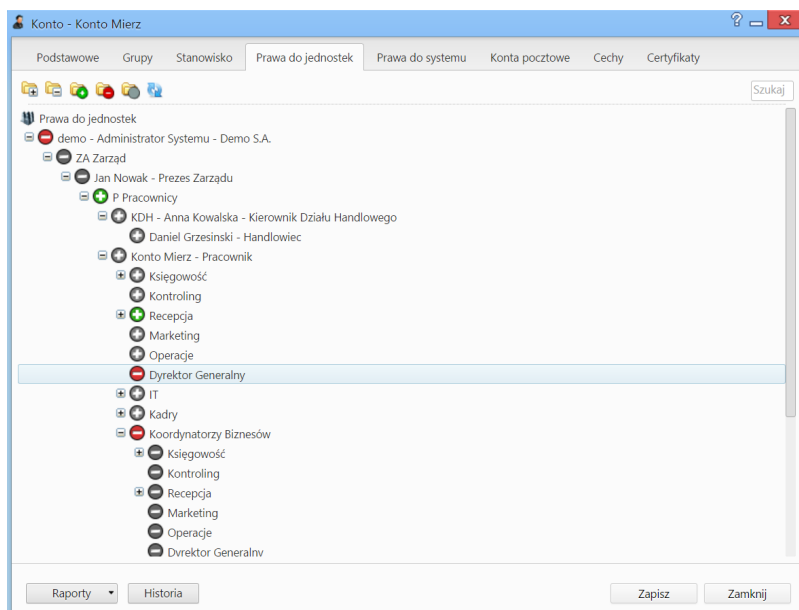 Konto - Konto Mierz
?
Podstawowe Grupy Stanowisko Prawa do jednostek Prawa do systemu Konta pocztowe Cechy Certyfikaty
Szukaj
Prawa do jednostek
demo - Administrator Systemu - Demo S.A.
ZA Zarząd
Jan Nowak - Prezes Zarządu
P Pracownicy
KDH - Anna Kowalska - Kierownik Działu Handlowego
Daniel Grzesinski - Handlowiec
Konto Mierz - Pracownik
Księgowość
Kontroling
Recepcja
Marketing
Operacje
Dyrektor Generalny
IT
Kadry
Koordynatorzy Biznesów
Księgowość
Kontroling
Recepcja
Marketing
Operacje
Dyrektor Generalny
Raporty Historia Zapisz Zamknij